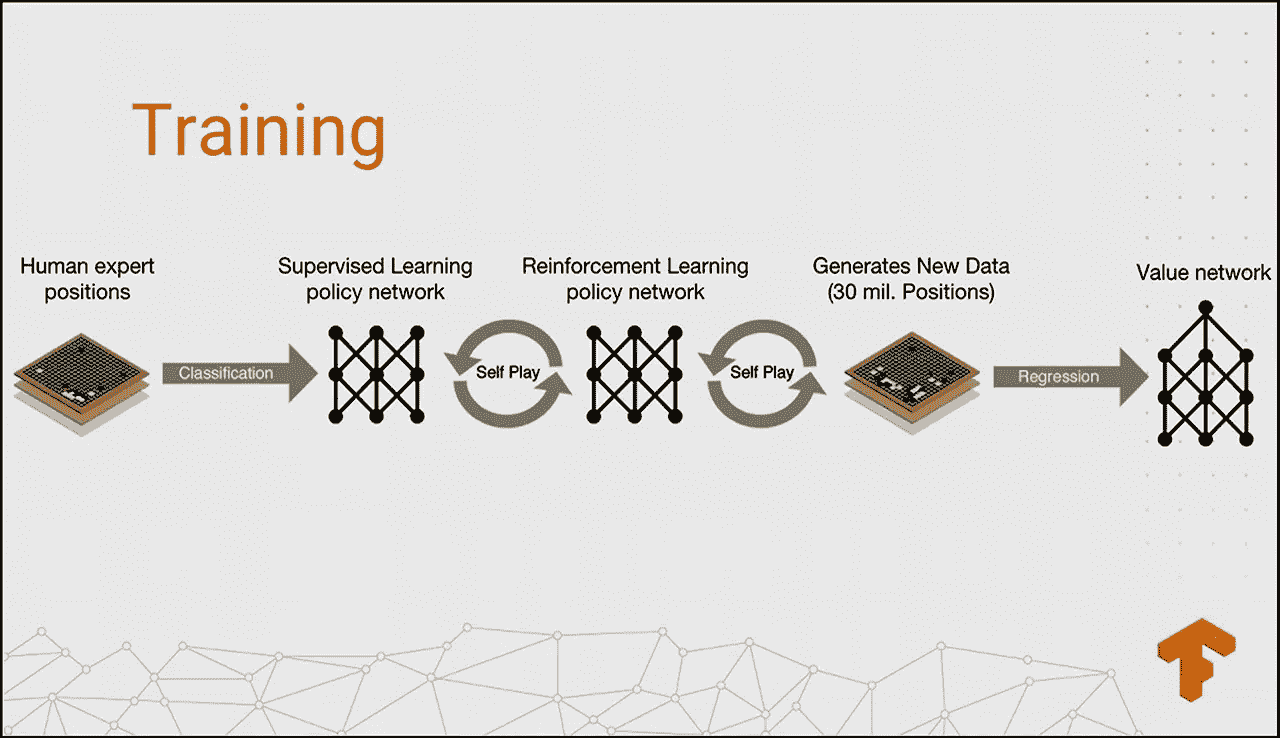 Training
Human expert
positions
Classification
Supervised Learning
policy network
Self Play
Reinforcement Learning
policy network
Self Play
Generates New Data
(30 mil. Positions)
Regression
Value network